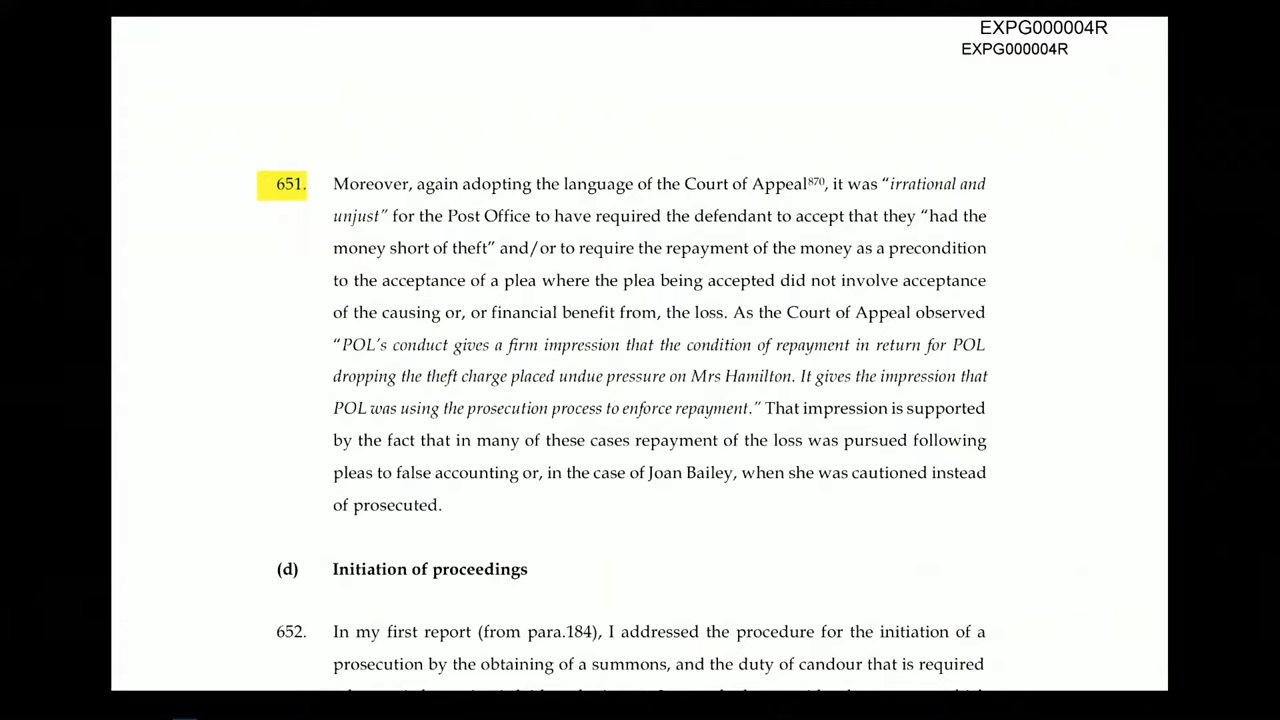 EXPG000004R
EXPG000004R
651. Moreover, again adopting the language of the Court of Appeal870, it was “irrational and
unjust” for the Post Office to have required the defendant to accept that they “had the
money short of theft” and/or to require the repayment of the money as a precondition
to the acceptance of a plea where the plea being accepted did not involve acceptance
of the causing or, or financial benefit from, the loss. As the Court of Appeal observed
“POL’s conduct gives a firm impression that the condition of repayment in return for POL
dropping the theft charge placed undue pressure on Mrs Hamilton. It gives the impression that
POL was using the prosecution process to enforce repayment.” That impression is supported
by the fact that in many of these cases repayment of the loss was pursued following
pleas to false accounting or, in the case of Joan Bailey, when she was cautioned instead
of prosecuted.
(d) Initiation of proceedings
652. In my first report (from para.184), I addressed the procedure for the initiation of a
prosecution by the obtaining of a summons, and the duty of candour that is required